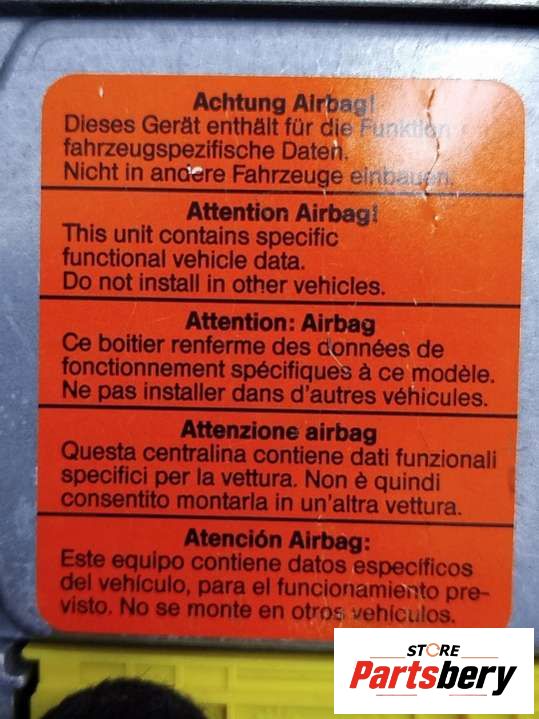 Achtung Airbag!
Dieses Gerät enthält für die Funktion
fahrzeugspezifische Daten.
Nicht in andere Fahrzeuge einbauen.
Attention Airbag!
This unit contains specific
functional vehicle data.
Do not install in other vehicles.
Attention: Airbag
Ce boitier renferme des données de
fonctionnement spécifiques à ce modèle.
Ne pas installer dans d'autres véhicules.
Attenzione airbag
Questa centralina contiene dati funzionali
specifici per la vettura. Non è quindi
consentito montarla in un'altra vettura.
Atención Airbag:
Este equipo contiene datos específicos
del vehículo, para el funcionamiento pre-
visto. No se monte en otros vehículos.
STORE
Partsbery